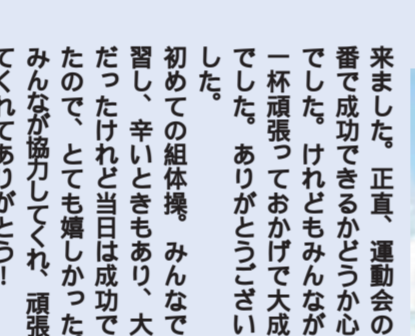 来ました。正直、運動会の
番で成功できるかどうか心
でした。けれどもみんなが
一杯頑張っておかげで大成
でした。ありがとうござい
した。
初めての組体操。みんなで
習し、辛いときもあり、大
だったけれど当日は成功で
たので、とても嬉しかった
みんなが協力してくれ、頑張
てくれてありがとう！